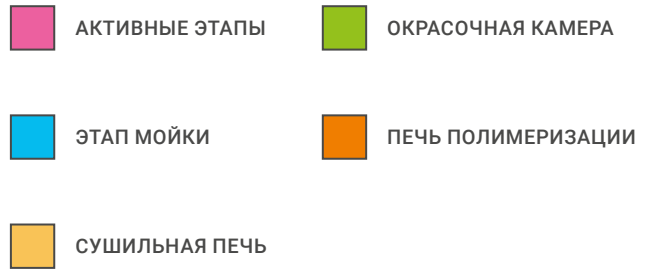 АКТИВНЫЕ ЭТАПЫ
ОКРАСОЧНАЯ КАМЕРА
ЭТАП МОЙКИ
ПЕЧЬ ПОЛИМЕРИЗАЦИИ
СУШИЛЬНАЯ ПЕЧЬ